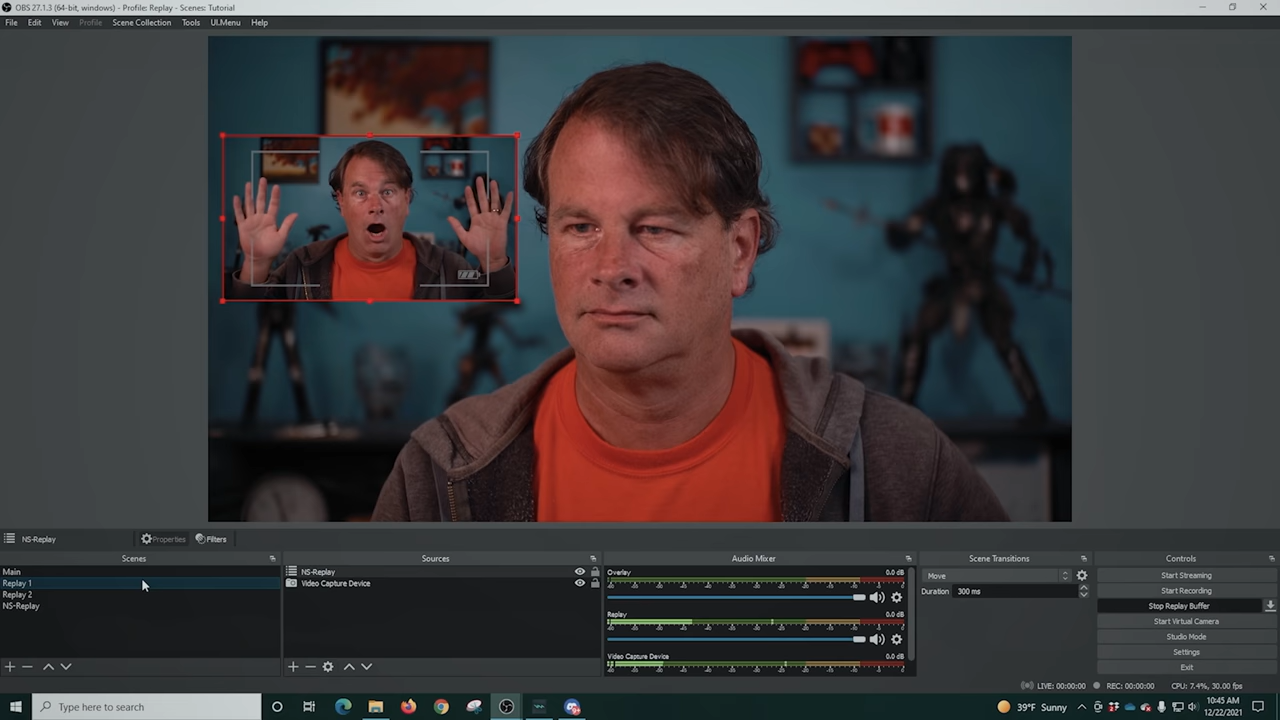 OBS 27.1.3 (64-bit, windows) - Profile: Replay - Scenes: Tutorial
File Edit View Profile Scene Collection Tools UI.Menu Help
NS-Replay Properties Filters
Scenes Sources Audio Mixer Scene Transitions Controls
Main
Replay 1
Replay 2
NS-Replay
NS-Replay
Video Capture Device
Overlay 0.0 dB
Replay 0.0 dB
Video Capture Device 0.0 dB
Move
Duration 300 ms
Start Streaming
Start Recording
Stop Replay Buffer
Start Virtual Camera
Studio Mode
Settings
Exit
LIVE: 00:00:00 REC: 00:00:00 CPU: 7.4%, 30.00 fps
Type here to search
39°F Sunny
10:45 AM
12/22/2021